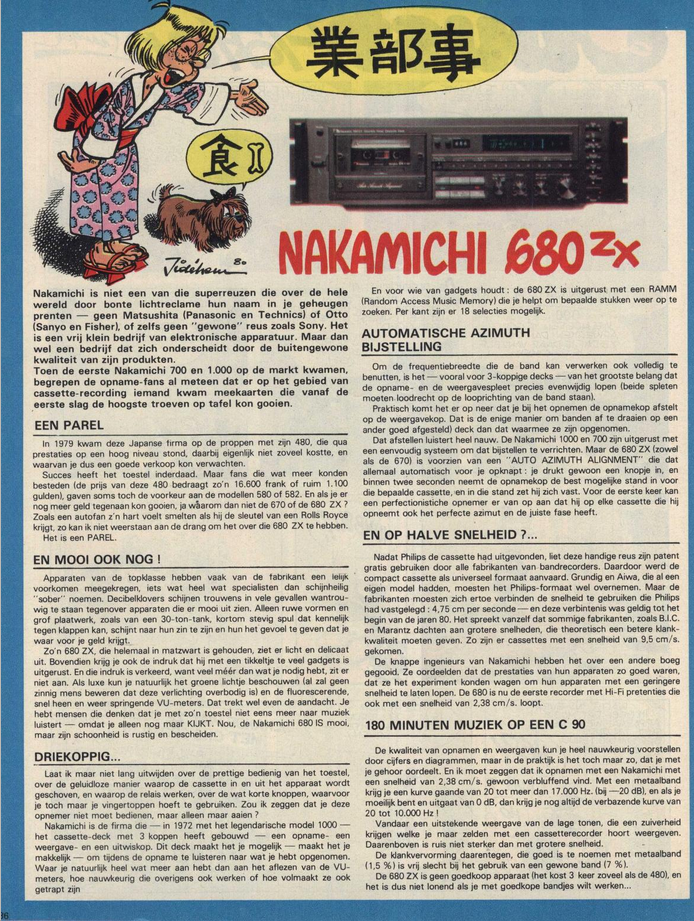 業部事
食
Jidéhem 80
NAKAMICHI 680 ZX
Nakamichi is niet een van die superreuzen die over de hele
wereld door bonte lichtreclame hun naam in je geheugen
prenten — geen Matsushita (Panasonic en Technics) of Otto
(Sanyo en Fisher), of zelfs geen "gewone" reus zoals Sony. Het
is een vrij klein bedrijf van elektronische apparatuur. Maar dan
wel een bedrijf dat zich onderscheidt door de buitengewone
kwaliteit van zijn produkten.
Toen de eerste Nakamichi 700 en 1.000 op de markt kwamen,
begrepen de opname-fans al meteen dat er op het gebied van
cassette-recording iemand kwam meekaarten die vanaf de
eerste slag de hoogste troeven op tafel kon gooien.
EEN PAREL
In 1979 kwam deze Japanse firma op de proppen met zijn 480, die qua
prestaties op een hoog niveau stond, daarbij eigenlijk niet zoveel kostte, en
waarvan je dus een goede verkoop kon verwachten.
Succes heeft het toestel inderdaad. Maar fans die wat meer konden
besteden (de prijs van deze 480 bedraagt zo'n 16.600 frank of ruim 1.100
gulden), gaven soms toch de voorkeur aan de modellen 580 of 582. En als je er
nog meer geld tegenaan kon gooien, ja waarom dan niet de 670 of de 680 ZX ?
Zoals een autofan z'n hart voelt smelten als hij de sleutel van een Rolls Royce
krijgt, zo kan ik niet weerstaan aan de drang om het over die 680 ZX te hebben.
Het is een PAREL.
EN MOOI OOK NOG !
Apparaten van de topklasse hebben vaak van de fabrikant een lelijk
voorkomen meegekregen, iets wat heel wat specialisten dan schijnheilig
"sober" noemen. Decibelklovers schijnen trouwens in vele gevallen wantrou-
wig te staan tegenover apparaten die er mooi uit zien. Alleen ruwe vormen en
grof plaatwerk, zoals van een 30-ton-tank, kortom stevig spul dat kennelijk
tegen klappen kan, schijnt naar hun zin te zijn en hun het gevoel te geven dat je
waar voor je geld krijgt.
Zo'n 680 ZX, die helemaal in matzwart is gehouden, ziet er licht en delicaat
uit. Bovendien krijg je ook de indruk dat hij met een tikkeltje te veel gadgets is
uitgerust. En die indruk is verkeerd, want veel méér dan wat je nodig hebt, zit er
niet aan. Als luxe kun je natuurlijk het groene lichtje beschouwen (al zal geen
zinnig mens beweren dat deze verlichting overbodig is) en de fluorescerende,
snel heen en weer springende VU-meters. Dat trekt wel even de aandacht. Je
hebt mensen die denken dat je met zo'n toestel niet eens meer naar muziek
luistert — omdat je alleen nog maar KIJKT. Nou, de Nakamichi 680 IS mooi,
maar zijn schoonheid is rustig en bescheiden.
DRIEKOPPIG...
Laat ik maar niet lang uitwijden over de prettige bedienig van het toestel,
over de geluidloze manier waarop de cassette in en uit het apparaat wordt
geschoven, en waarop de relais werken, over de wat korte knoppen, waarvoor
je toch maar je vingertoppen hoeft te gebruiken. Zou ik zeggen dat je deze
opnemer niet moet bedienen, maar alleen maar aaien ?
Nakamichi is de firma die — in 1972 met het legendarische model 1000 —
het cassette-deck met 3 koppen heeft gebouwd — een opname- een
weergave- en een uitwiskop. Dit deck maakt het je mogelijk — maakt het je
makkelijk — om tijdens de opname te luisteren naar wat je hebt opgenomen.
Waar je natuurlijk heel wat meer aan hebt dan aan het aflezen van de VU-
meters, hoe nauwkeurig die overigens ook werken of hoe volmaakt ze ook
getrapt zijn
En voor wie van gadgets houdt : de 680 ZX is uitgerust met een RAMM
(Random Access Music Memory) die je helpt om bepaalde stukken weer op te
zoeken. Per kant zijn er 18 selecties mogelijk.
AUTOMATISCHE AZIMUTH
BIJSTELLING
Om de frequentiebreedte die de band kan verwerken ook volledig te
benutten, is het — vooral voor 3-koppige decks — van het grootste belang dat
de opname- en de weergavespleet precies evenwijdig lopen (beide spleten
moeten loodrecht op de looprichting van de band staan).
Praktisch komt het er op neer dat je bij het opnemen de opnamekop afstelt
op de weergavekop. Dat is de enige manier om banden af te draaien op een
ander goed afgesteld) deck dan dat waarmee ze zijn opgenomen.
Dat afstellen luistert heel nauw. De Nakamichi 1000 en 700 zijn uitgerust met
een eenvoudig systeem om dat bijstellen te verrichten. Maar de 680 ZX (zowel
als de 670) is voorzien van een "AUTO AZIMUTH ALIGNMENT" die dat
allemaal automatisch voor je opknapt : je drukt gewoon een knopje in, en
binnen twee seconden neemt de opnamekop de best mogelijke stand in voor
die bepaalde cassette, en in die stand zet hij zich vast. Voor de eerste keer kan
een perfectionistiche opnemer er van op aan dat hij op elke cassette die hij
opneemt ook het perfecte azimut en de juiste fase heeft.
EN OP HALVE SNELHEID ?...
Nadat Philips de cassette had uitgevonden, liet deze handige reus zijn patent
gratis gebruiken door alle fabrikanten van bandrecorders. Daardoor werd de
compact cassette als universeel formaat aanvaard. Grundig en Aiwa, die al een
eigen model hadden, moesten het Philips-formaat wel overnemen. Maar de
fabrikanten moesten zich ertoe verbinden de snelheid te gebruiken die Philips
had vastgelegd : 4,75 cm per seconde — en deze verbintenis was geldig tot het
begin van de jaren 80. Het spreekt vanzelf dat sommige fabrikanten, zoals B.I.C.
en Marantz dachten aan grotere snelheden, die theoretisch een betere klank-
kwaliteit moeten geven. Zo zijn er cassettes met een snelheid van 9,5 cm/s.
gekomen.
De knappe ingenieurs van Nakamichi hebben het over een andere boeg
gegooid. Ze oordeelden dat de prestaties van hun apparaten zo goed waren,
dat ze het experiment konden wagen om hun apparaten met een geringere
snelheid te laten lopen. De 680 is nu de eerste recorder met Hi-Fi pretenties die
ook met een snelheid van 2,38 cm/s. loopt.
180 MINUTEN MUZIEK OP EEN C 90
De kwaliteit van opnamen en weergaven kun je heel nauwkeurig voorstellen
door cijfers en diagrammen, maar in de praktijk is het toch maar zo, dat je met
je gehoor oordeelt. En ik moet zeggen dat ik opnamen met een Nakamichi met
een snelheid van 2,38 cm/s. gewoon verbluffend vind. Met een metaalband
krijg je een kurve gaande van 20 tot meer dan 17.000 Hz. (bij —20 dB), en als je
moeilijk bent en uitgaat van 0 dB, dan krijg je nog altijd de verbazende kurve van
20 tot 10.000 Hz !
Vandaar een uitstekende weergave van de lage tonen, die een zuiverheid
krijgen welke je maar zelden met een cassetterecorder hoort weergeven.
Daarenboven is ruis niet sterker dan met grotere snelheid.
De klankvervorming daarentegen, die goed is te noemen met metaalband
(1,5 %) is vrij slecht bij het gebruik van een gewone band (7 %).
De 680 ZX is geen goedkoop apparaat (het kost 3 keer zoveel als de 480), en
het is dus niet lonend als je met goedkope bandjes wilt werken...
36